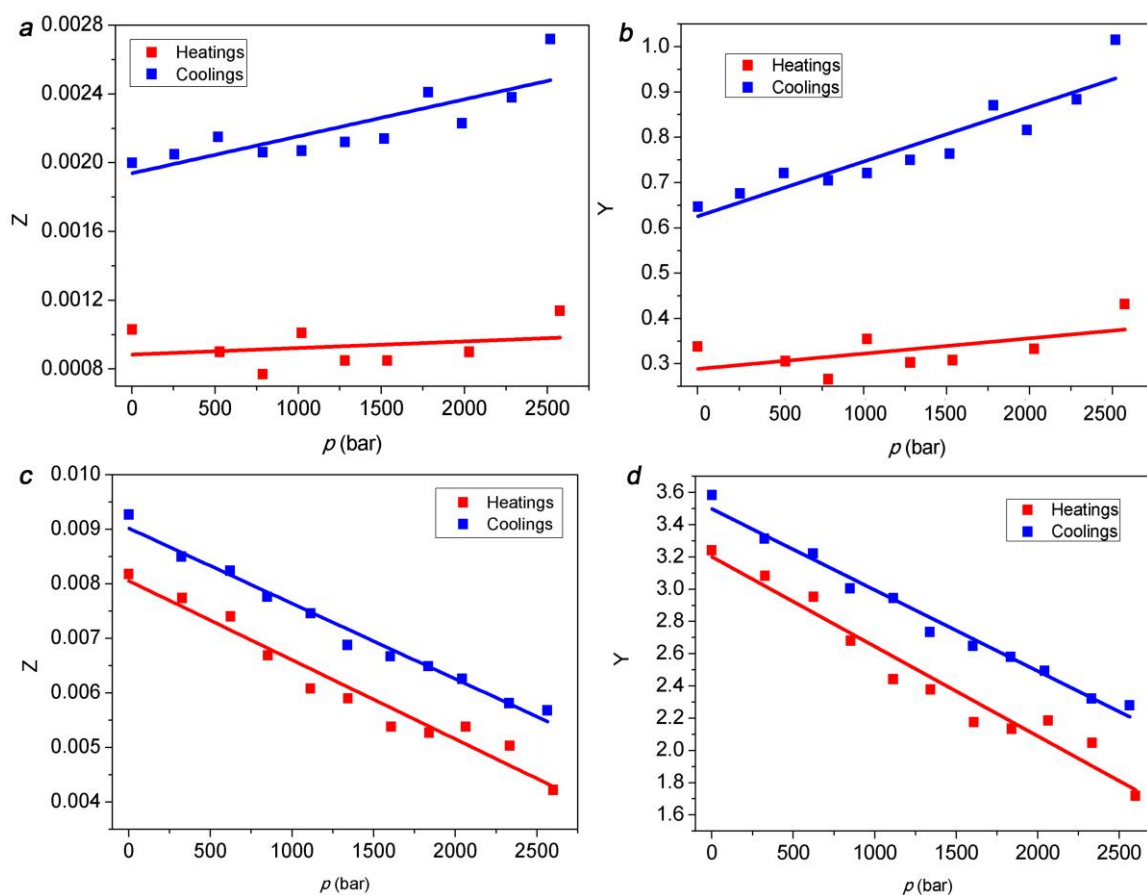 a
0.0028
0.0024
0.0020
0.0016
0.0012
0.0008
Z
Heatings
Coolings
0 500 1000 1500 2000 2500
p (bar)
b
1.0
0.9
0.8
0.7
0.6
0.5
0.4
0.3
Y
Heatings
Coolings
0 500 1000 1500 2000 2500
p (bar)
c
0.010
0.009
0.008
0.007
0.006
0.005
0.004
Z
Heatings
Coolings
0 500 1000 1500 2000 2500
p (bar)
d
3.6
3.4
3.2
3.0
2.8
2.6
2.4
2.2
2.0
1.8
1.6
Y
Heatings
Coolings
0 500 1000 1500 2000 2500
p (bar)